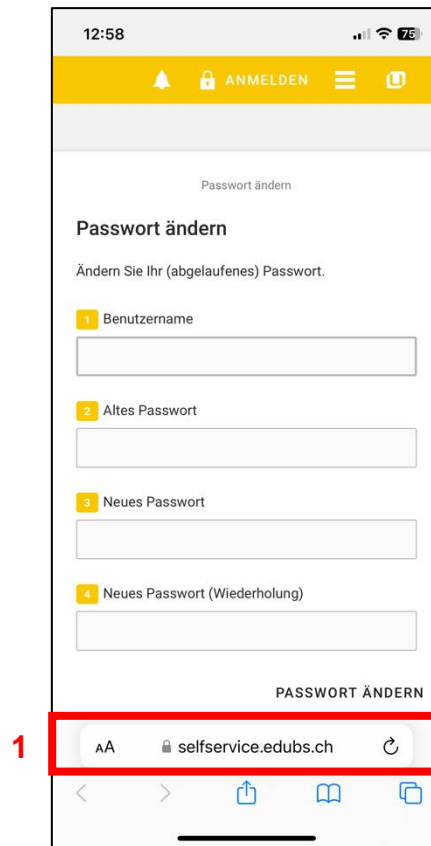 12:58
75
ANMELDEN
Passwort ändern
Passwort ändern
Ändern Sie Ihr (abgelaufenes) Passwort.
1 Benutzername
2 Altes Passwort
3 Neues Passwort
4 Neues Passwort (Wiederholung)
PASSWORT ÄNDERN
1
AA selfservice.edubs.ch